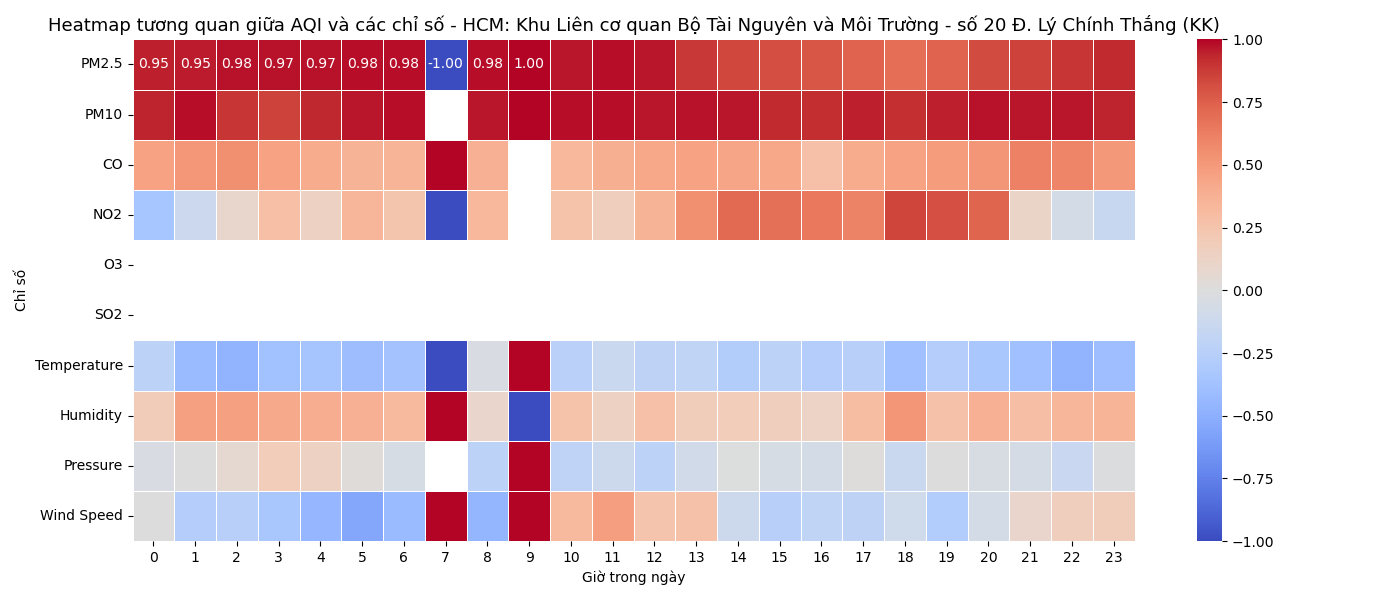 Heatmap tương quan giữa AQI và các chỉ số - HCM: Khu Liên cơ quan Bộ Tài Nguyên và Môi Trường - số 20 Đ. Lý Chính Thắng (KK)
PM2.5 0.95 0.95 0.98 0.97 0.97 0.98 0.98 -1.00 0.98 1.00
PM10
CO
NO2
O3
SO2
Temperature
Humidity
Pressure
Wind Speed
Chỉ số
0 1 2 3 4 5 6 7 8 9 10 11 12 13 14 15 16 17 18 19 20 21 22 23
Giờ trong ngày
1.00
0.75
0.50
0.25
0.00
−0.25
−0.50
−0.75
−1.00